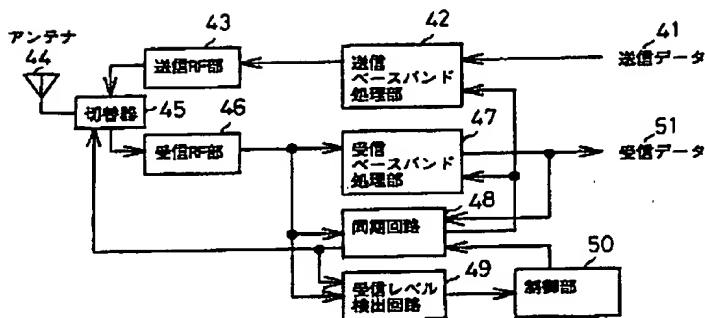 アンテナ
44
43
送信RF部
42
送信
ベースバンド
処理部
41
送信データ
切替器
45
46
受信RF部
47
受信
ベースバンド
処理部
51
受信データ
48
同期回路
49
受信レベル
検出回路
50
制御部